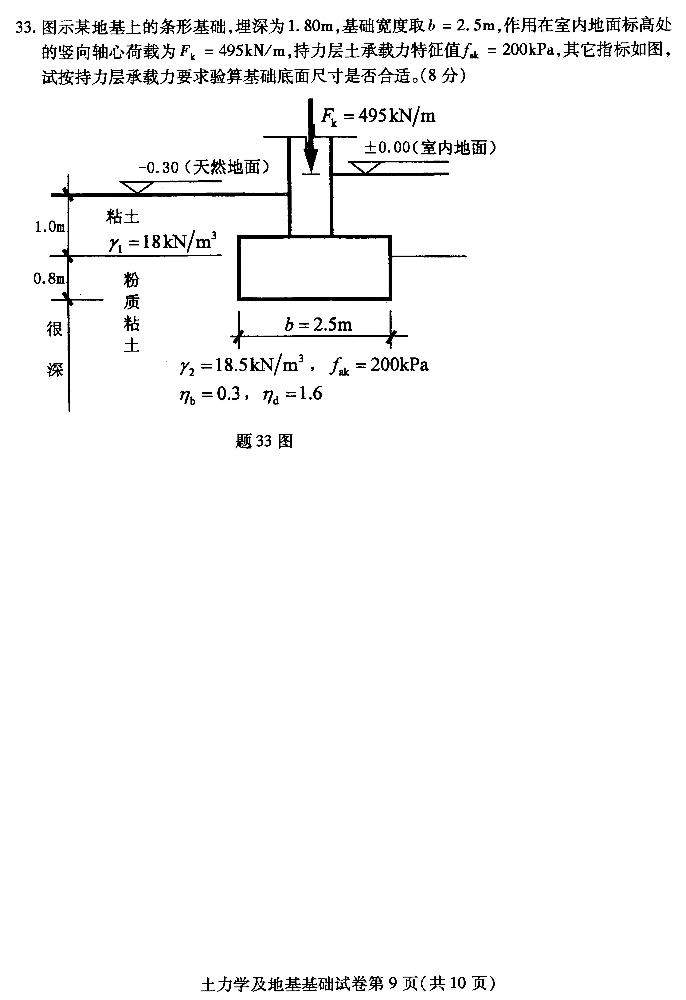 33. 图示某地基上的条形基础,埋深为1.80m,基础宽度取b = 2.5m,作用在室内地面标高处
的竖向轴心荷载为Fk = 495kN/m,持力层土承载力特征值fak = 200kPa,其它指标如图,
试按持力层承载力要求验算基础底面尺寸是否合适。(8分)
Fk = 495kN/m
±0.00(室内地面)
-0.30(天然地面)
粘土
1.0m
γ1 = 18kN/m³
0.8m
粉质粘土
很深
b = 2.5m
γ2 = 18.5kN/m³, fak = 200kPa
ηb = 0.3, ηd = 1.6
题33图
土力学及地基基础试卷第9页(共10页)